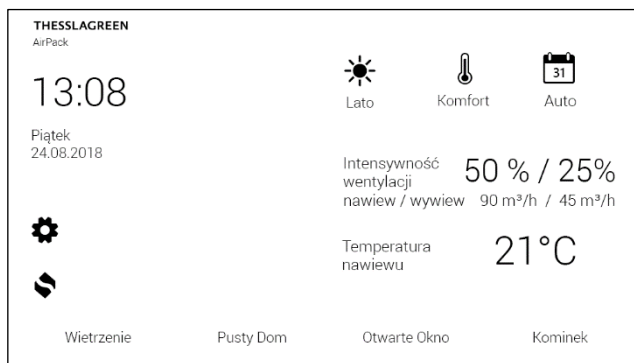 THESSLAGREEN
AirPack
13:08
Piątek
24.08.2018
31
Lato
Komfort
Auto
Intensywność
wentylacji
nawiew / wywiew
50 % / 25%
90 m³/h / 45 m³/h
Temperatura
nawiewu
21°C
Wietrzenie
Pusty Dom
Otwarte Okno
Kominek